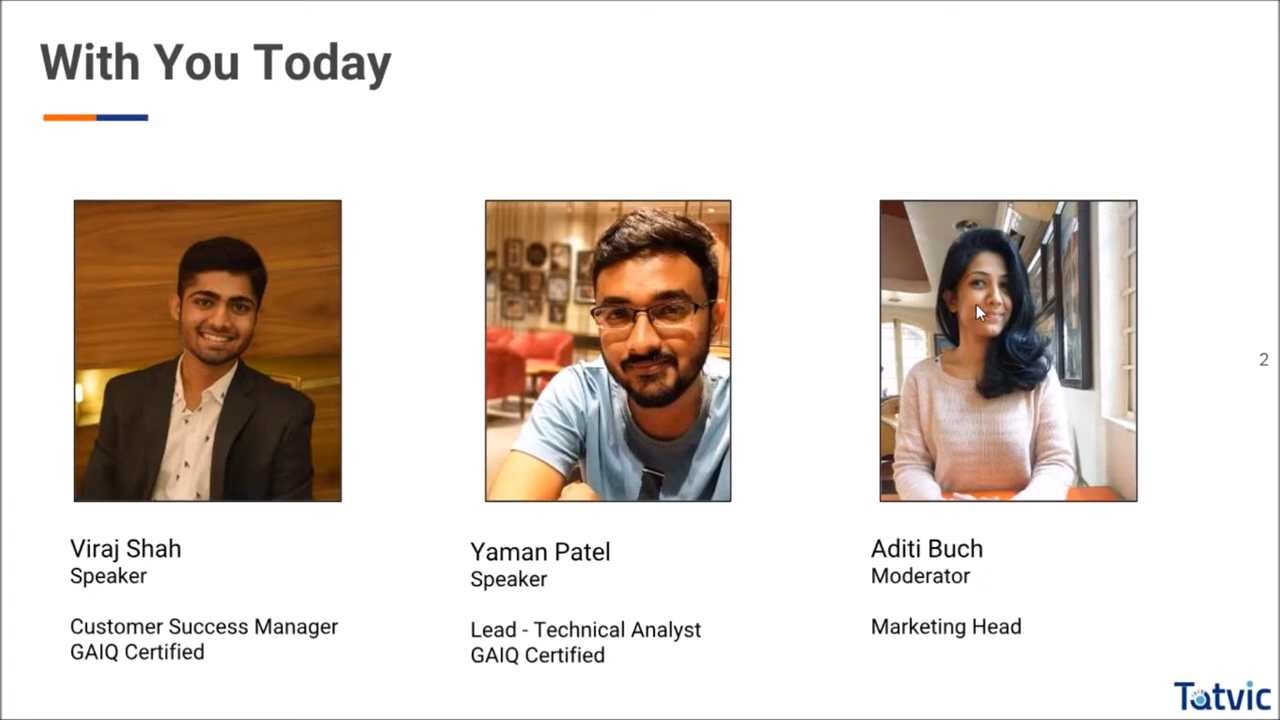 With You Today
Viraj Shah
Speaker
Customer Success Manager
GAIQ Certified
Yaman Patel
Speaker
Lead - Technical Analyst
GAIQ Certified
Aditi Buch
Moderator
Marketing Head
2
Tatvic